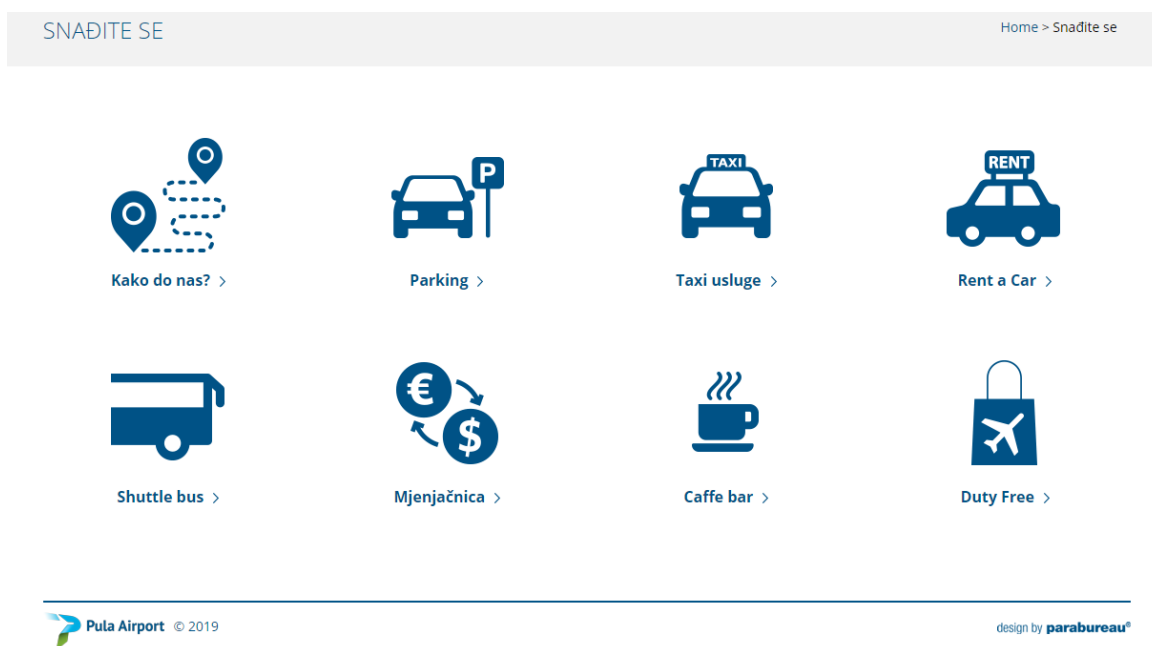 SNAĐITE SE
Home > Snađite se
P
TAXI
RENT
Kako do nas? >
Parking >
Taxi usluge >
Rent a Car >
€
$
Shuttle bus >
Mjenjačnica >
Caffe bar >
Duty Free >
Pula Airport © 2019
design by parabureau®